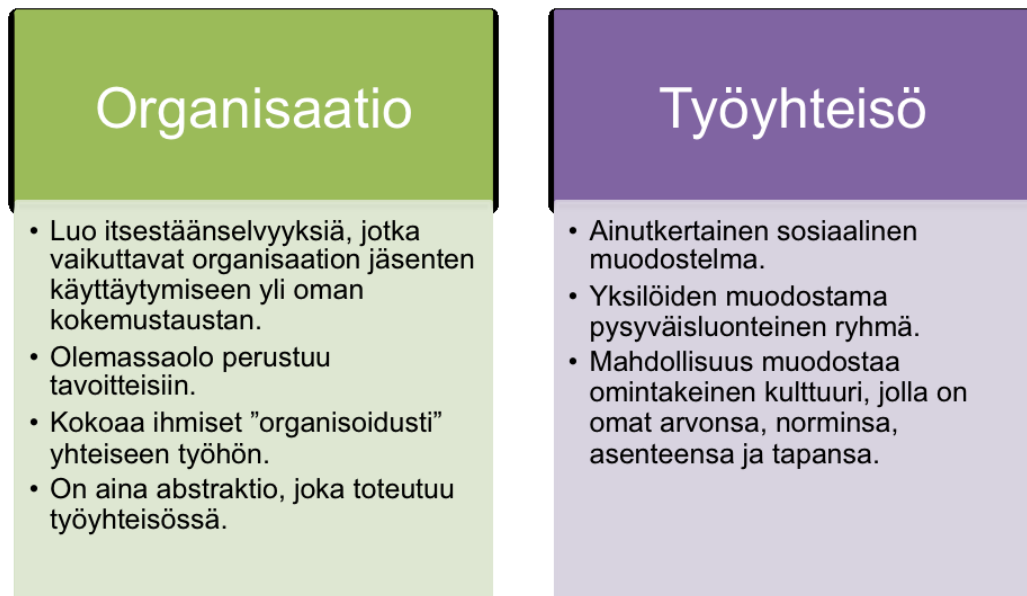 Organisaatio
• Luo itsestäänselvyyksiä, jotka
vaikuttavat organisaation jäsenten
käyttäytymiseen yli oman
kokemustaustan.
• Olemassaolo perustuu
tavoitteisiin.
• Kokoaa ihmiset ”organisoidusti”
yhteiseen työhön.
• On aina abstraktio, joka toteutuu
työyhteisössä.
Työyhteisö
• Ainutkertainen sosiaalinen
muodostelma.
• Yksilöiden muodostama
pysyväisluonteinen ryhmä.
• Mahdollisuus muodostaa
omintakeinen kulttuuri, jolla on
omat arvonsa, norminsa,
asenteensa ja tapansa.